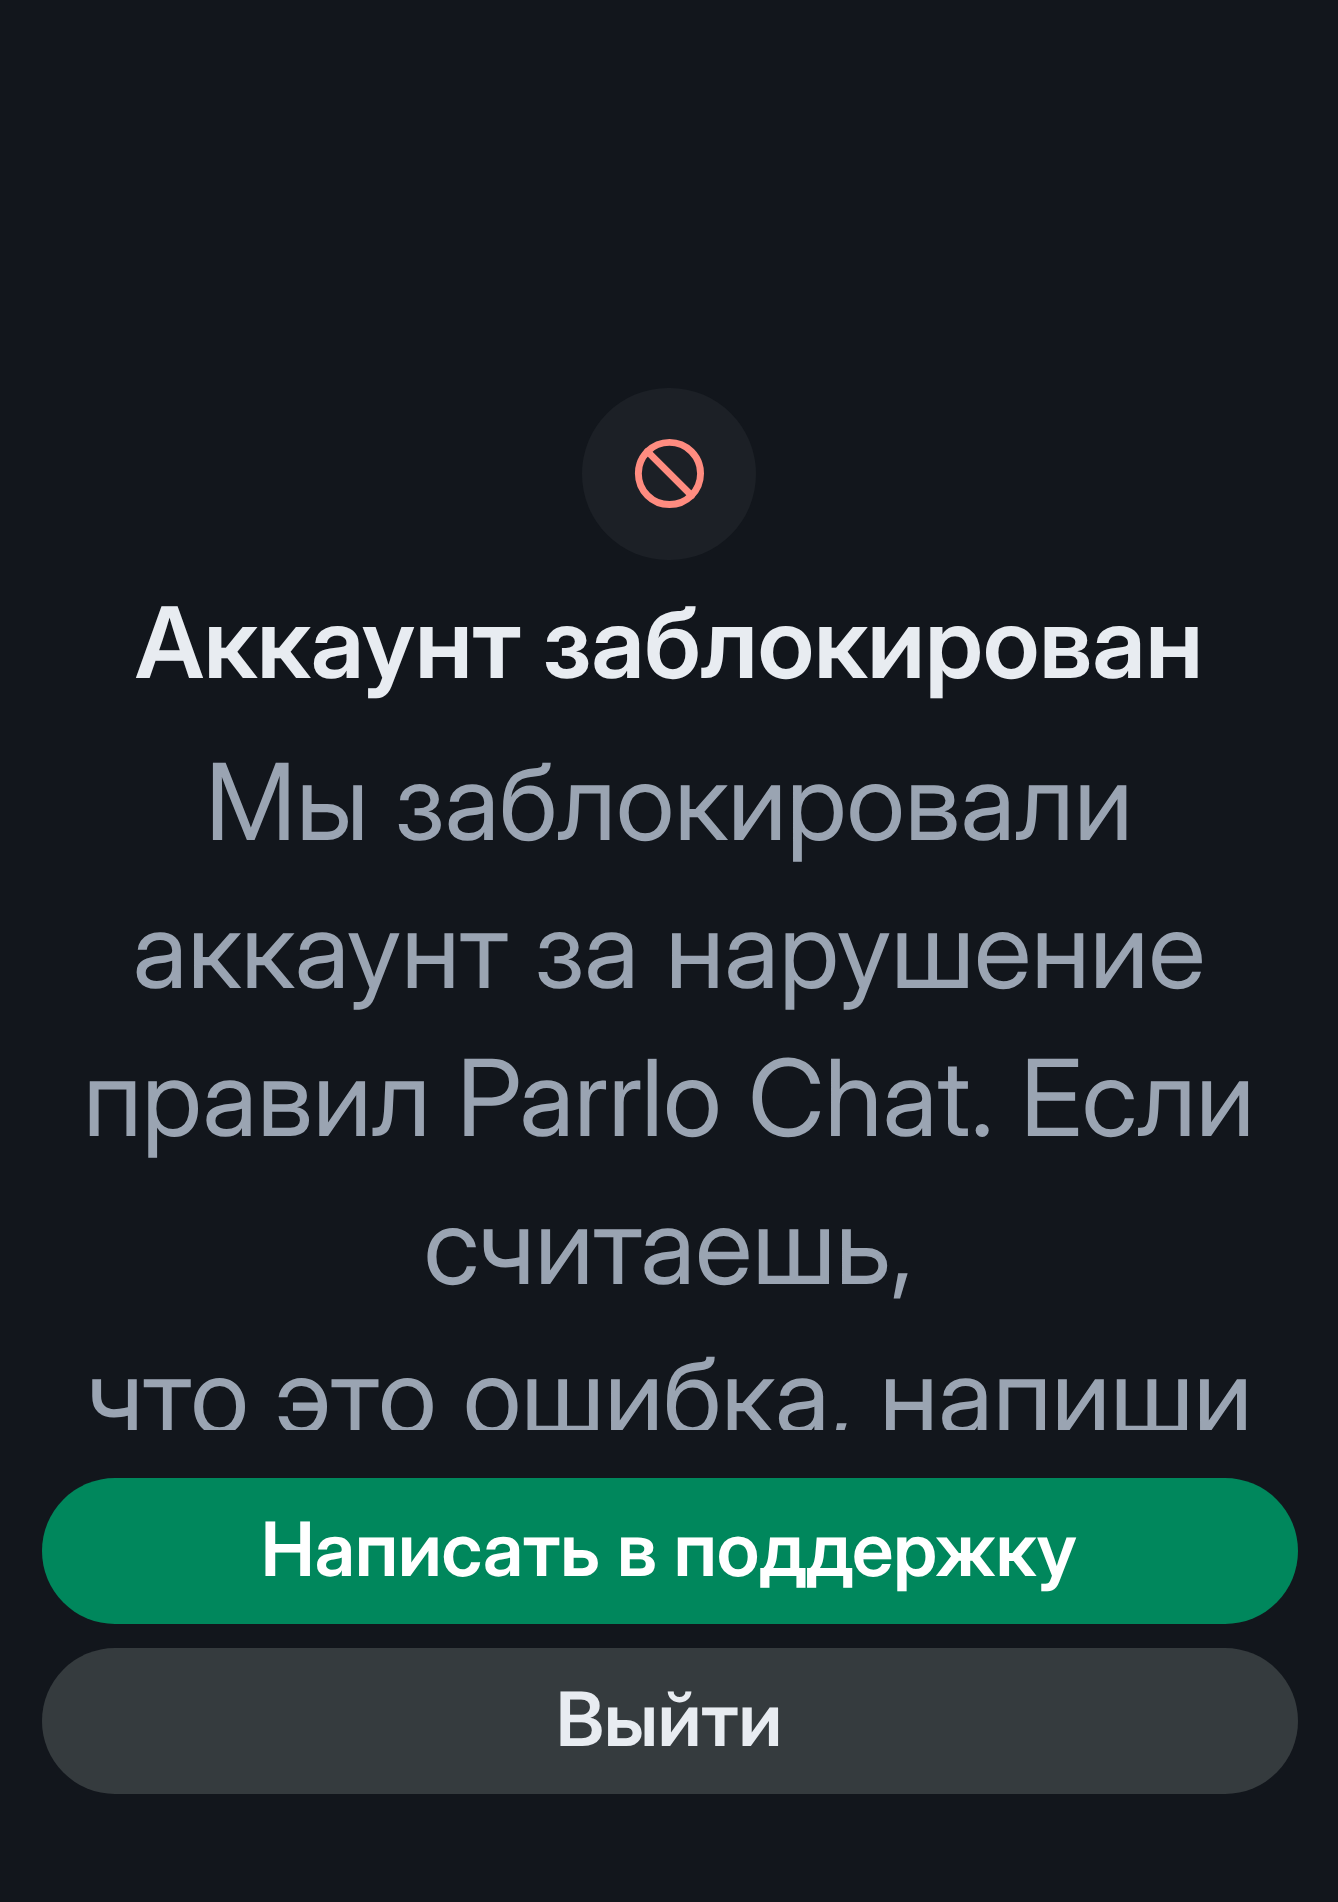 Аккаунт заблокирован
Мы заблокировали
аккаунт за нарушение
правил Parrlo Chat. Если
считаешь,
что это ошибка, напиши
Написать в поддержку
Выйти